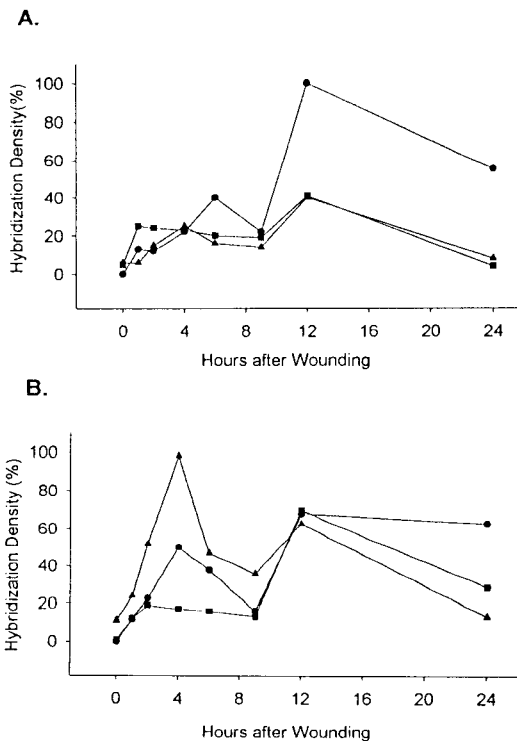 A.
Hybridization Density(%)
100
80
60
40
20
0
0 4 8 12 16 20 24
Hours after Wounding
B.
Hybridization Density (%)
100
80
60
40
20
0
0 4 8 12 16 20 24
Hours after Wounding